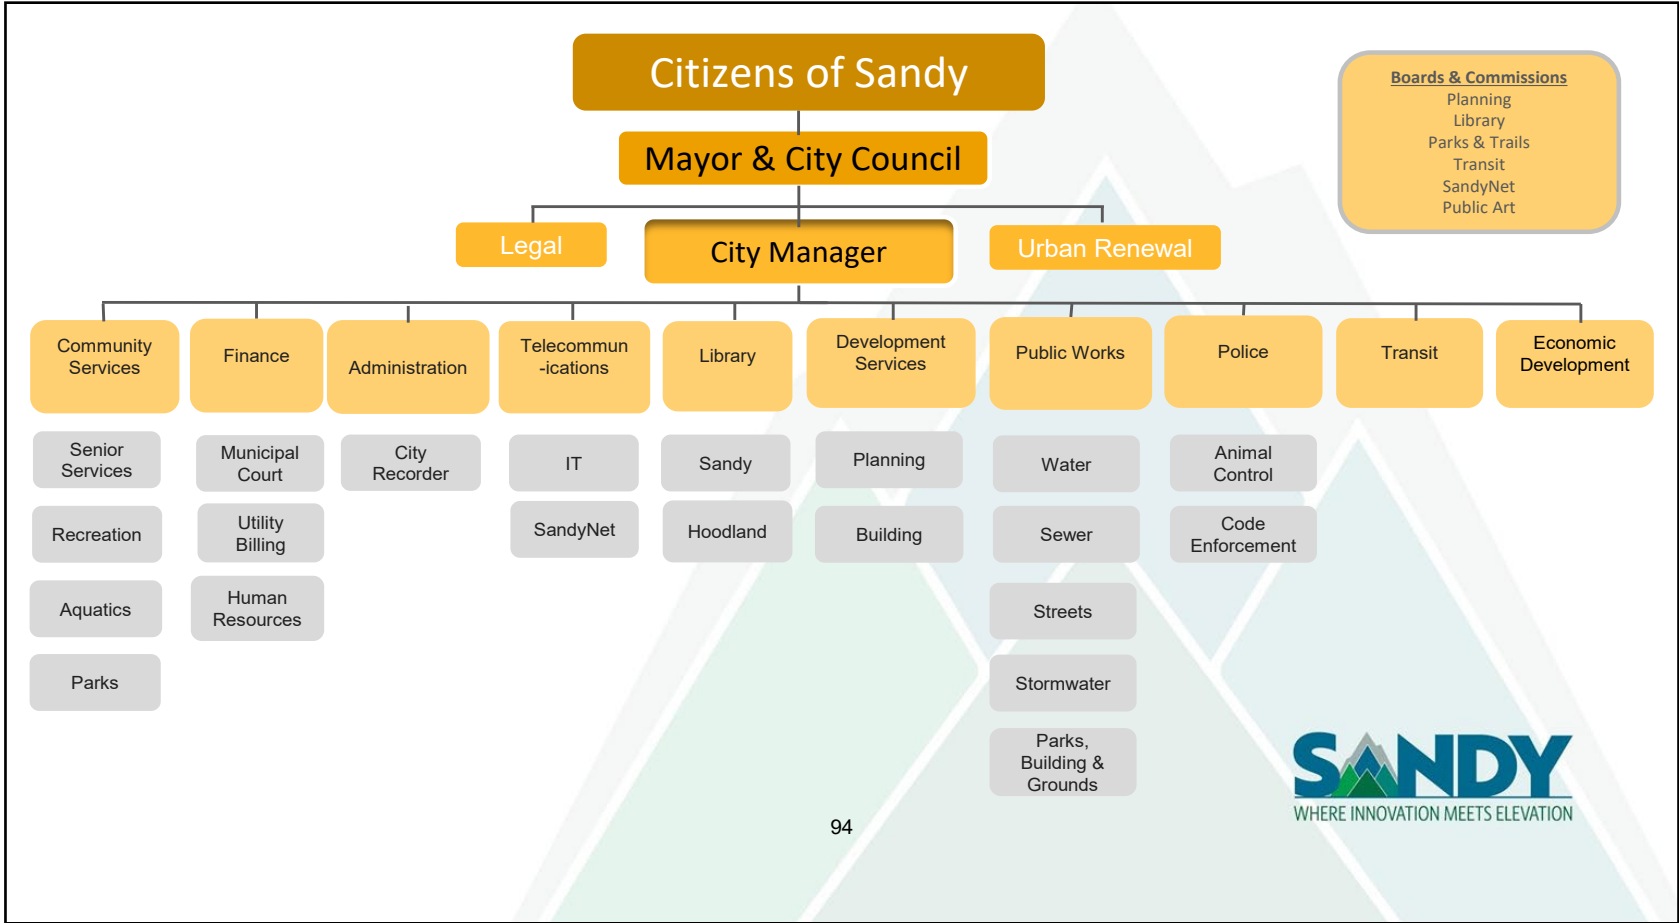 Citizens of Sandy
Boards & Commissions
Planning
Library
Parks & Trails
Transit
SandyNet
Public Art
Mayor & City Council
Legal
City Manager
Urban Renewal
Community
Services
Finance
Administration
Telecommun
-ications
Library
Development
Services
Public Works
Police
Transit
Economic
Development
Senior
Services
Recreation
Aquatics
Parks
Municipal
Court
Utility
Billing
Human
Resources
City
Recorder
IT
SandyNet
Sandy
Hoodland
Planning
Building
Water
Sewer
Streets
Stormwater
Parks,
Building &
Grounds
Animal
Control
Code
Enforcement
SANDY
WHERE INNOVATION MEETS ELEVATION
94